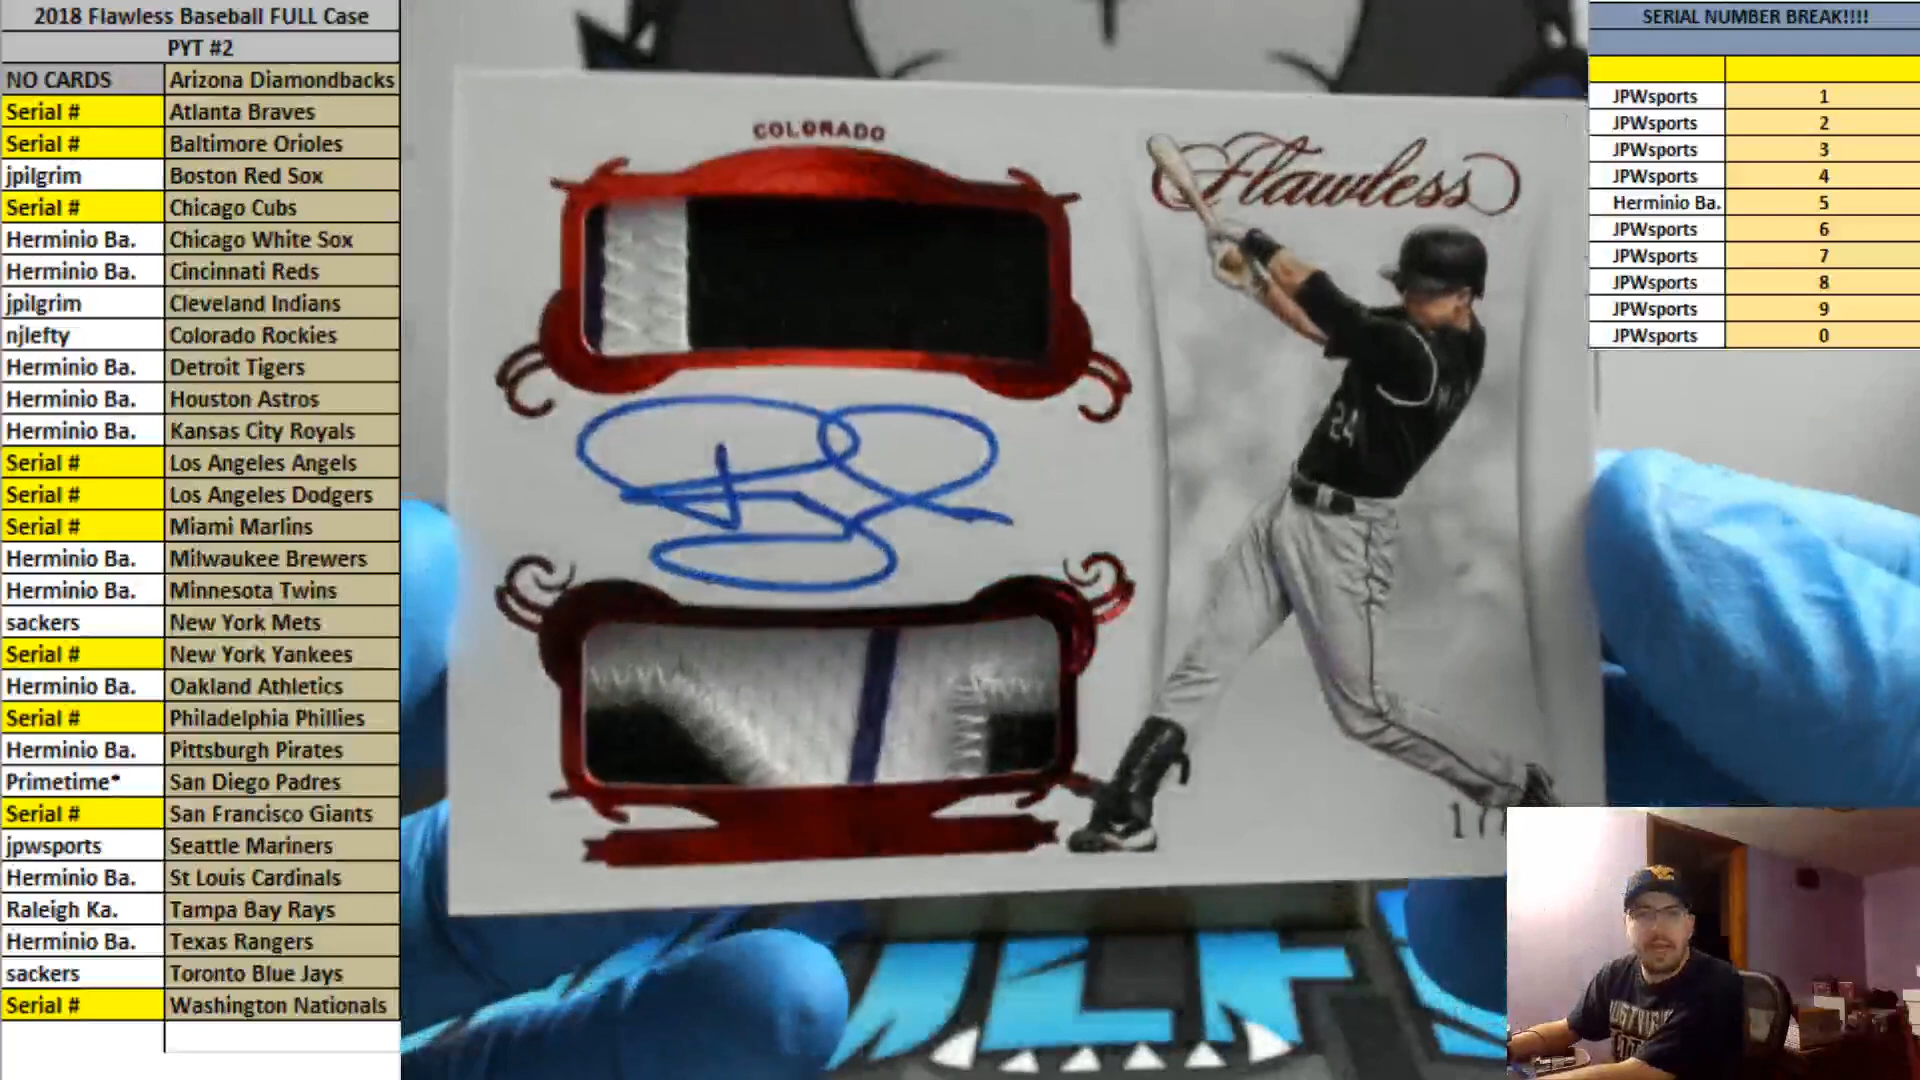 2018 Flawless Baseball FULL Case
PYT #2
NO CARDS Arizona Diamondbacks
Serial # Atlanta Braves
Serial # Baltimore Orioles
jpilgrim Boston Red Sox
Serial # Chicago Cubs
Herminio Ba. Chicago White Sox
Herminio Ba. Cincinnati Reds
jpilgrim Cleveland Indians
njlefty Colorado Rockies
Herminio Ba. Detroit Tigers
Herminio Ba. Houston Astros
Herminio Ba. Kansas City Royals
Serial # Los Angeles Angels
Serial # Los Angeles Dodgers
Serial # Miami Marlins
Herminio Ba. Milwaukee Brewers
Herminio Ba. Minnesota Twins
sackers New York Mets
Serial # New York Yankees
Herminio Ba. Oakland Athletics
Serial # Philadelphia Phillies
Herminio Ba. Pittsburgh Pirates
Primetime* San Diego Padres
Serial # San Francisco Giants
jpwsports Seattle Mariners
Herminio Ba. St Louis Cardinals
Raleigh Ka. Tampa Bay Rays
Herminio Ba. Texas Rangers
sackers Toronto Blue Jays
Serial # Washington Nationals
COLORADO
Flawless
24
SERIAL NUMBER BREAK!!!!
JPWsports 1
JPWsports 2
JPWsports 3
JPWsports 4
Herminio Ba. 5
JPWsports 6
JPWsports 7
JPWsports 8
JPWsports 9
JPWsports 0